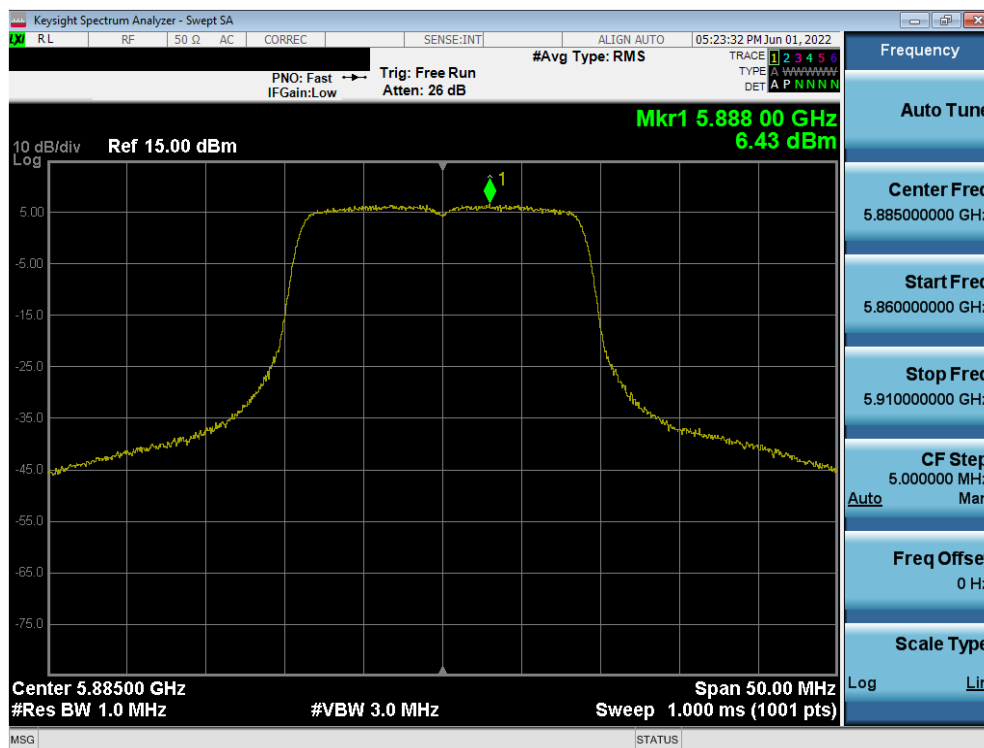 Keysight Spectrum Analyzer - Swept SA
LXI RL RF 50 Ω AC CORREC SENSE:INT ALIGN AUTO 05:23:32 PM Jun 01, 2022
#Avg Type: RMS
TRACE 1 2 3 4 5 6
PNO: Fast Trig: Free Run
TYPE A WWWWW
IFGain:Low Atten: 26 dB
DET A P N N N N
Mkr1 5.888 00 GHz
6.43 dBm
10 dB/div Ref 15.00 dBm
Log
1
5.00
-5.00
-15.0
-25.0
-35.0
-45.0
-55.0
-65.0
-75.0
Center 5.88500 GHz Span 50.00 MHz
#Res BW 1.0 MHz #VBW 3.0 MHz Sweep 1.000 ms (1001 pts)
MSG STATUS
Frequency
Auto Tune
Center Freq
5.885000000 GHz
Start Freq
5.860000000 GHz
Stop Freq
5.910000000 GHz
CF Step
5.000000 MHz
Auto Man
Freq Offset
0 Hz
Scale Type
Log Lin